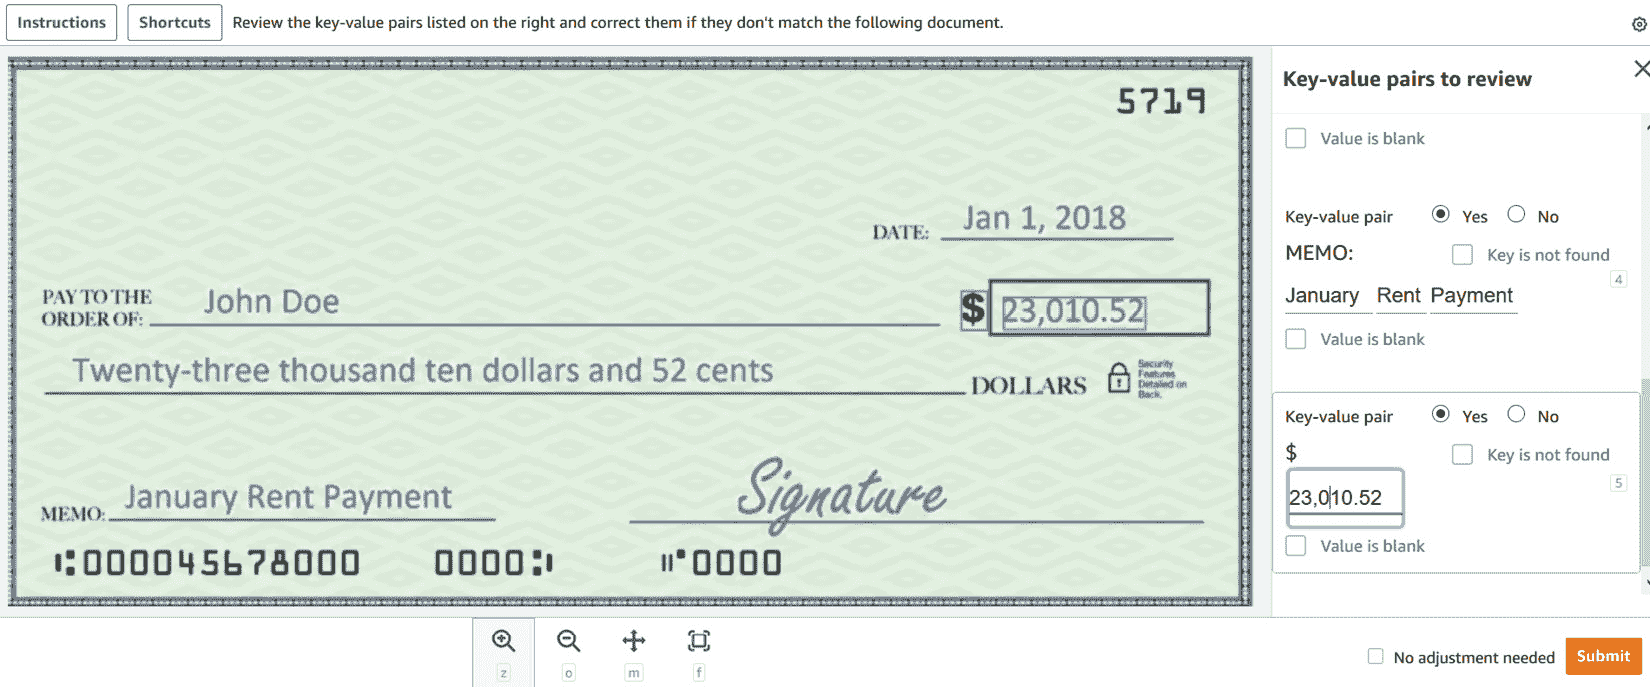 Instructions Shortcuts Review the key-value pairs listed on the right and correct them if they don't match the following document.
5719
DATE: Jan 1, 2018
PAY TO THE
ORDER OF: John Doe
$ 23,010.52
Twenty-three thousand ten dollars and 52 cents DOLLARS
Security
Features
Detailed on
Back.
MEMO: January Rent Payment
Signature
⑆000045678000 0000⑆ ⑈0000
Key-value pairs to review
Value is blank
Key-value pair Yes No
MEMO: Key is not found
4
January Rent Payment
Value is blank
Key-value pair Yes No
$ Key is not found
5
23,010.52
Value is blank
z o m f
No adjustment needed Submit